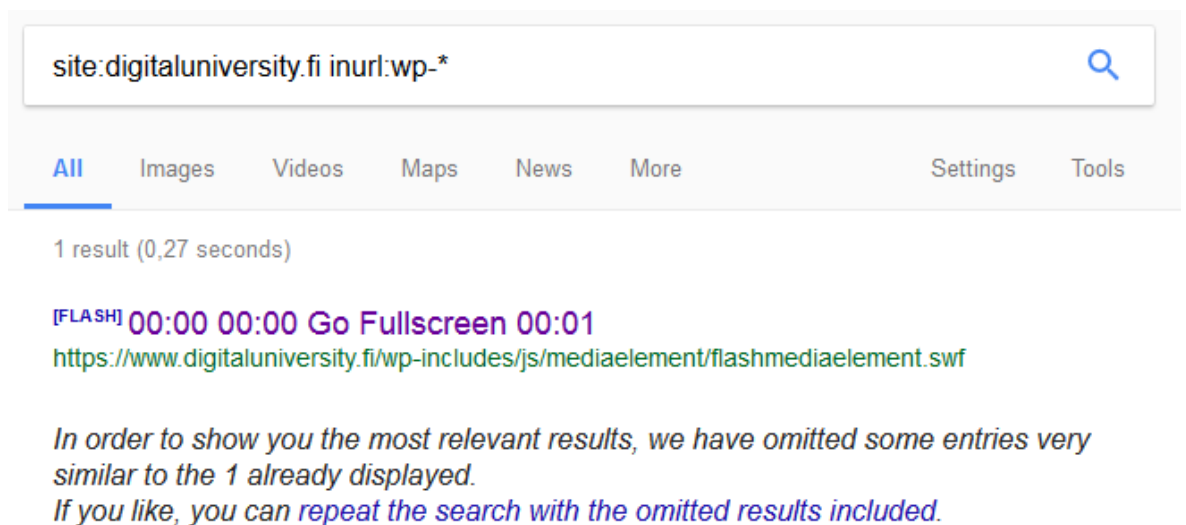 site:digitaluniversity.fi inurl:wp-*
All Images Videos Maps News More Settings Tools
1 result (0,27 seconds)
[FLASH] 00:00 00:00 Go Fullscreen 00:01
https://www.digitaluniversity.fi/wp-includes/js/mediaelement/flashmediaelement.swf
In order to show you the most relevant results, we have omitted some entries very
similar to the 1 already displayed.
If you like, you can repeat the search with the omitted results included.